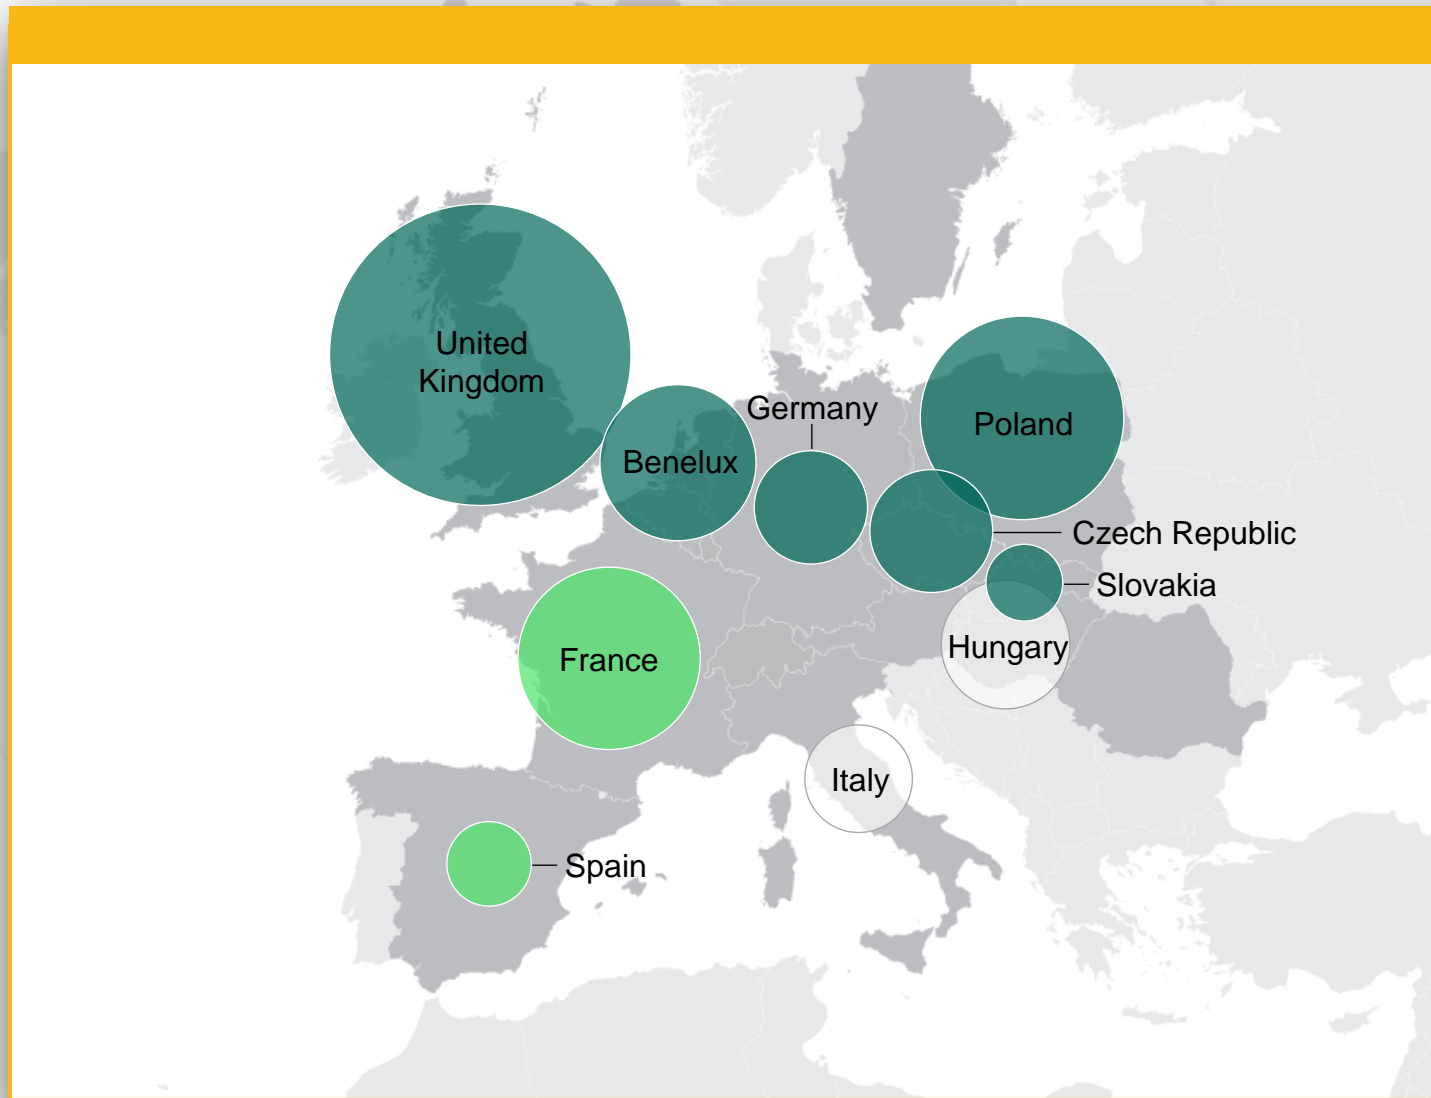 United
Kingdom
Germany
Poland
Benelux
Czech Republic
Slovakia
Hungary
France
Italy
Spain